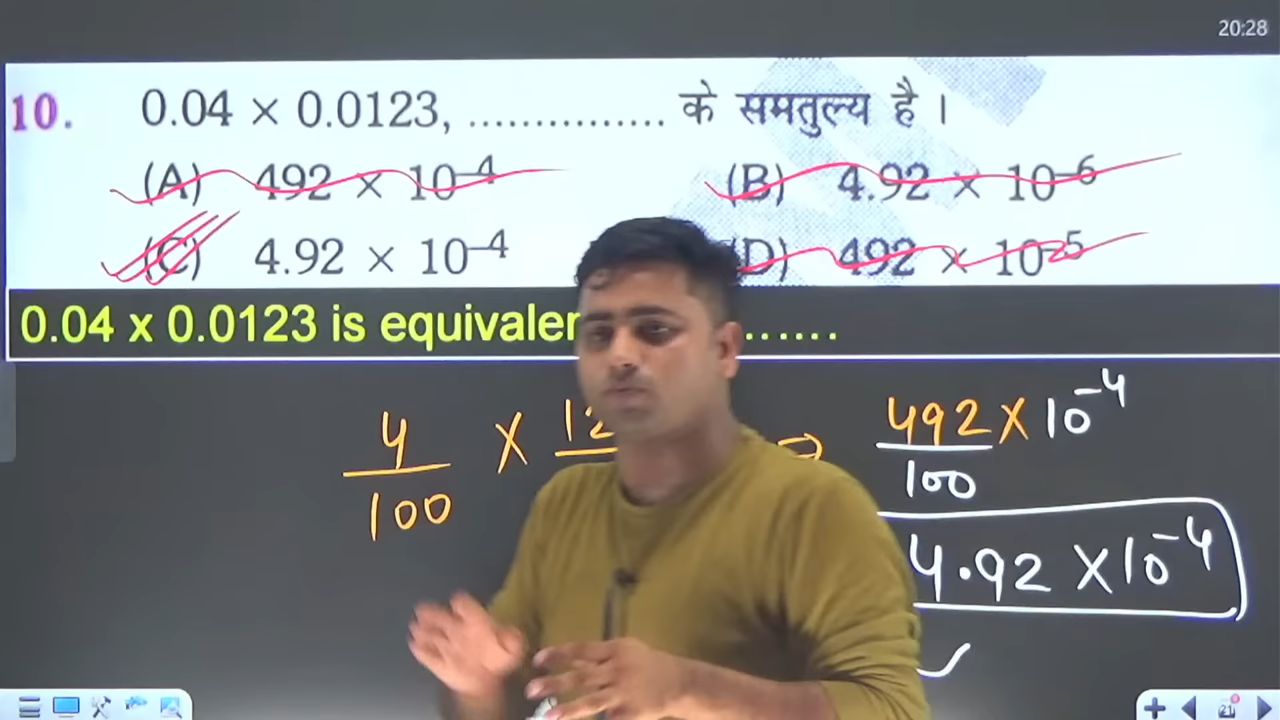 20:28
10. 0.04 × 0.0123, ............... के समतुल्य है ।
(A) 492 × 10⁻⁴ (B) 4.92 × 10⁻⁶
(C) 4.92 × 10⁻⁴ (D) 492 × 10⁻⁵
0.04 x 0.0123 is .......
4/100 × ⇒ 492/100 × 10⁻⁴
4.92 × 10⁻⁴
21